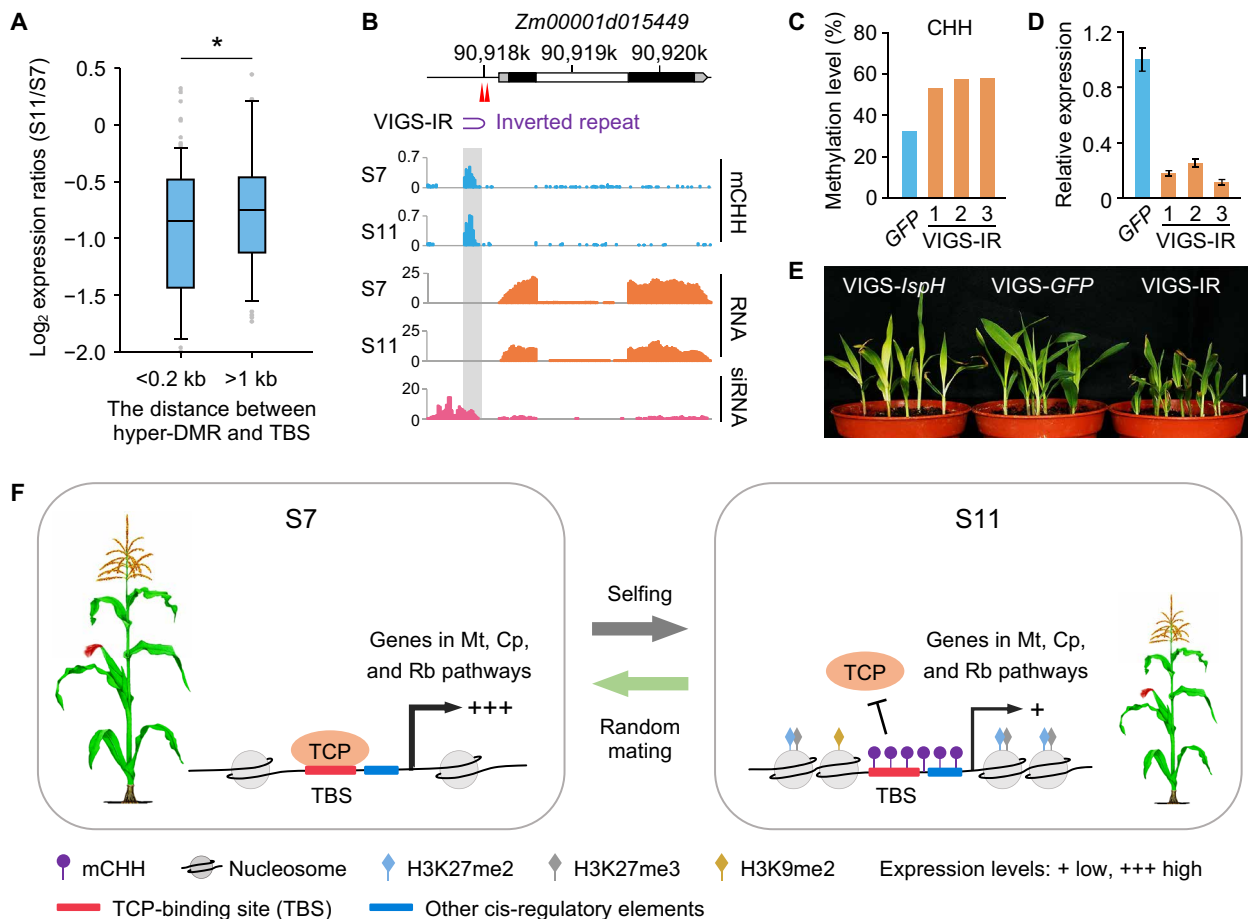 A
*
Log₂ expression ratios (S11/S7)
0.5
0
−0.5
−1.0
−1.5
−2.0
<0.2 kb
>1 kb
The distance between
hyper-DMR and TBS
B
Zm00001d015449
90,918k 90,919k 90,920k
VIGS-IR
Inverted repeat
S7
0.7
0
S11
0.7
0
mCHH
S7
25
0
S11
25
0
RNA
20
0
siRNA
C
CHH
Methylation level (%)
80
60
40
20
0
GFP
1 2 3
VIGS-IR
D
Relative expression
1.2
0.8
0.4
0
GFP
1 2 3
VIGS-IR
E
VIGS-IspH
VIGS-GFP
VIGS-IR
F
S7
Genes in Mt, Cp,
and Rb pathways
+++
TCP
TBS
Selfing
Random
mating
S11
Genes in Mt, Cp,
and Rb pathways
TCP
+
TBS
mCHH
Nucleosome
H3K27me2
H3K27me3
H3K9me2
Expression levels: + low, +++ high
TCP-binding site (TBS)
Other cis-regulatory elements